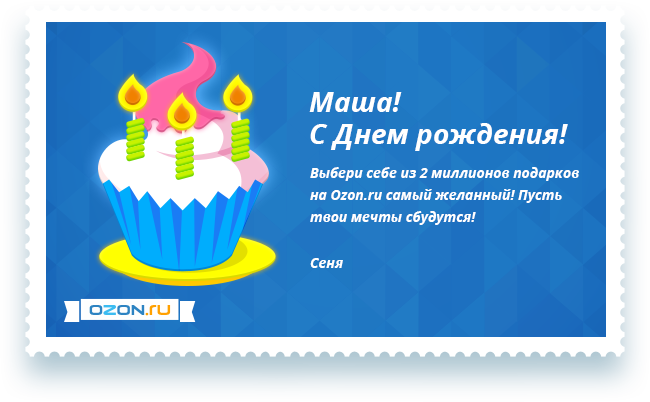 Маша!
С Днем рождения!
Выбери себе из 2 миллионов подарков
на Ozon.ru самый желанный! Пусть
твои мечты сбудутся!
Сеня
OZON.ru